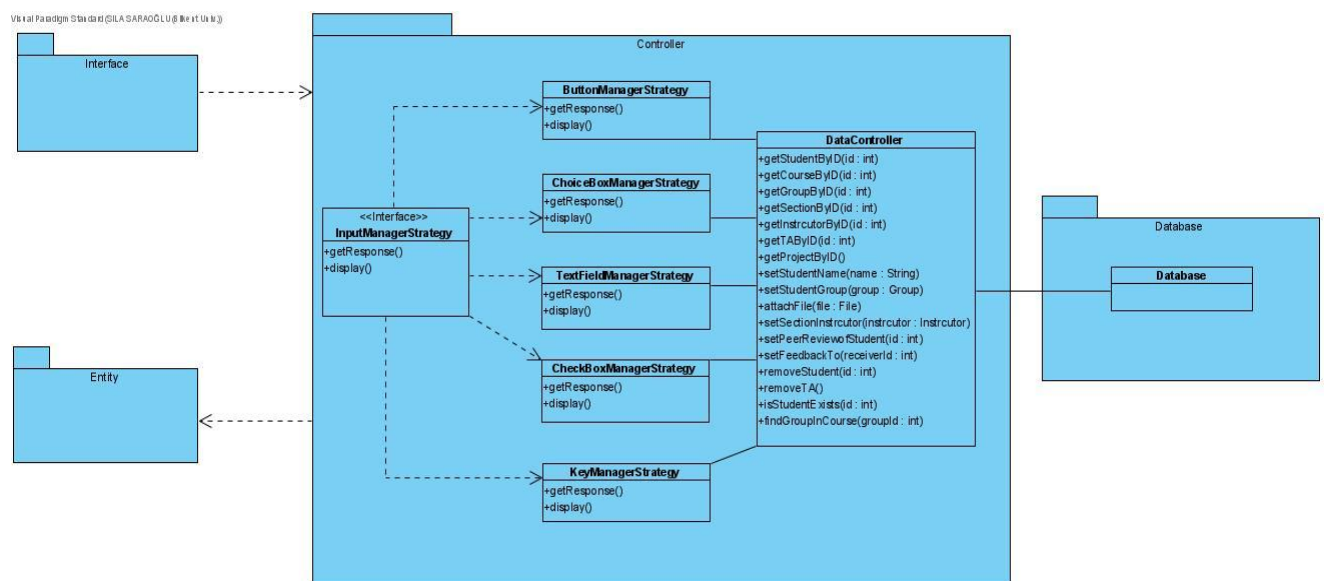 Visual Paradigm Standard(SILA SARAOĞLU(Bilkent Univ.))
Interface
Controller
ButtonManagerStrategy
+getResponse()
+display()
ChoiceBoxManagerStrategy
+getResponse()
+display()
<<Interface>>
InputManagerStrategy
+getResponse()
+display()
TextFieldManagerStrategy
+getResponse()
+display()
CheckBoxManagerStrategy
+getResponse()
+display()
KeyManagerStrategy
+getResponse()
+display()
DataController
+getStudentByID(id : int)
+getCourseByID(id : int)
+getGroupByID(id : int)
+getSectionByID(id : int)
+getInstrcutorByID(id : int)
+getTAByID(id : int)
+getProjectByID()
+setStudentName(name : String)
+setStudentGroup(group : Group)
+attachFile(file : File)
+setSectionInstrcutor(instrcutor : Instrcutor)
+setPeerReviewofStudent(id : int)
+setFeedbackTo(receiverId : int)
+removeStudent(id : int)
+removeTA()
+isStudentExists(id : int)
+findGroupInCourse(groupId : int)
Database
Database
Entity